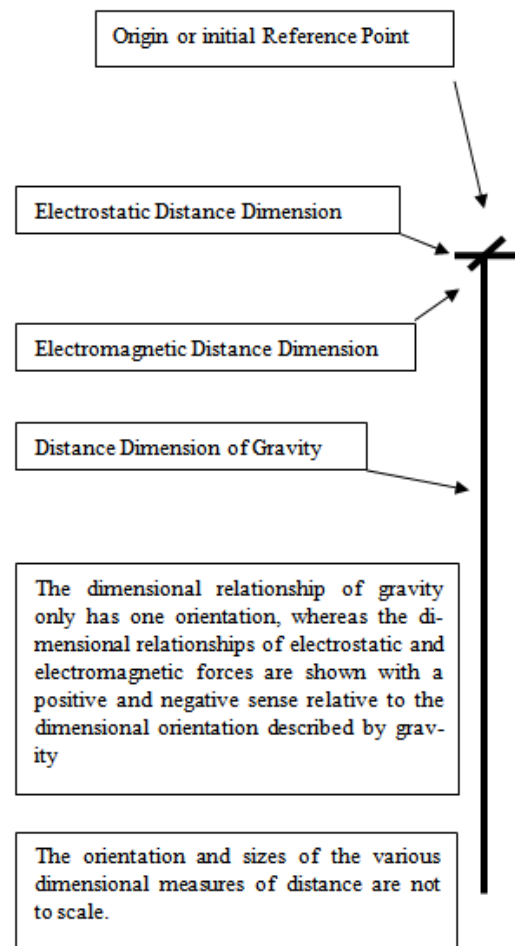 Origin or initial Reference Point
Electrostatic Distance Dimension
Electromagnetic Distance Dimension
Distance Dimension of Gravity
The dimensional relationship of gravity
only has one orientation, whereas the di-
mensional relationships of electrostatic and
electromagnetic forces are shown with a
positive and negative sense relative to the
dimensional orientation described by grav-
ity
The orientation and sizes of the various
dimensional measures of distance are not
to scale.